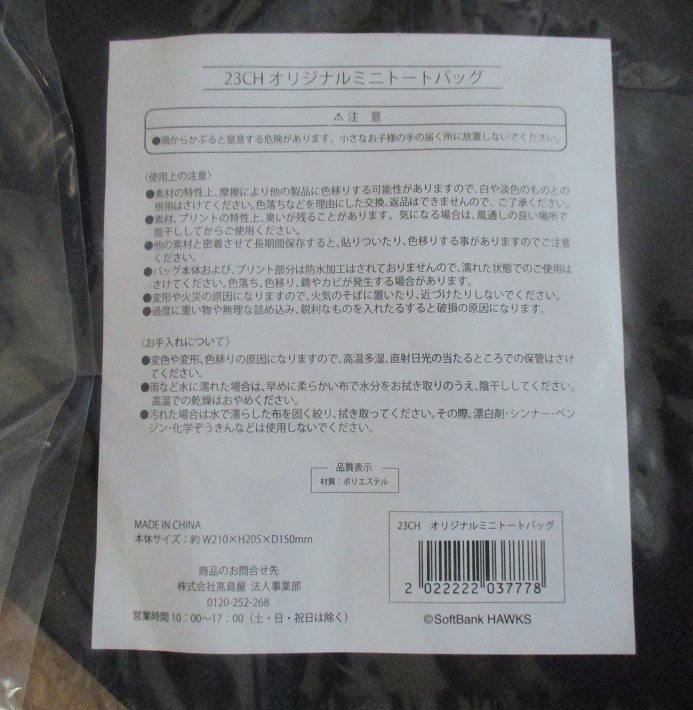 23CH オリジナルミニトートバッグ
⚠注 意
●頭からかぶると窒息する危険があります。小さなお子様の手の届く所に放置しないでください。
〈使用上の注意〉
●素材の特性上、摩擦により他の製品に色移りする可能性がありますので、白や淡色のものとの
併用はさけてください。色落ちなどを理由にした交換、返品はできませんので、ご了承ください。
●素材、プリントの特性上、臭いが残ることがあります。気になる場合は、風通しの良い場所で
陰干ししてからご使用ください。
●他の素材と密着させて長期間保存すると、貼りついたり、色移りする事がありますのでご注意
ください。
●バッグ本体および、プリント部分は防水加工はされておりませんので、濡れた状態でのご使用は
さけてください。色落ち、色移り、錆やカビが発生する場合があります。
●変形や火災の原因になりますので、火気のそばに置いたり、近づけたりしないでください。
●過度に重い物や無理な詰め込み、鋭利なものを入れたるすると破損の原因になります。
〈お手入れについて〉
●変色や変形、色移りの原因になりますので、高温多湿、直射日光の当たるところでの保管はさけ
てください。
●雨など水に濡れた場合は、早めに柔らかい布で水分をお拭き取りのうえ、陰干ししてください。
高温での乾燥はおやめください。
●汚れた場合は水で濡らした布を固く絞り、拭き取ってください。その際、漂白剤・シンナー・ベン
ジン・化学ぞうきんなどは使用しないでください。
品質表示
材質：ポリエステル
MADE IN CHINA
本体サイズ：約 W210×H205×D150mm
商品のお問合せ先
株式会社髙島屋 法人事業部
0120-252-268
営業時間 10：00〜17：00（土・日・祝日は除く）
23CH オリジナルミニトートバッグ
2 022222 037778
©SoftBank HAWKS